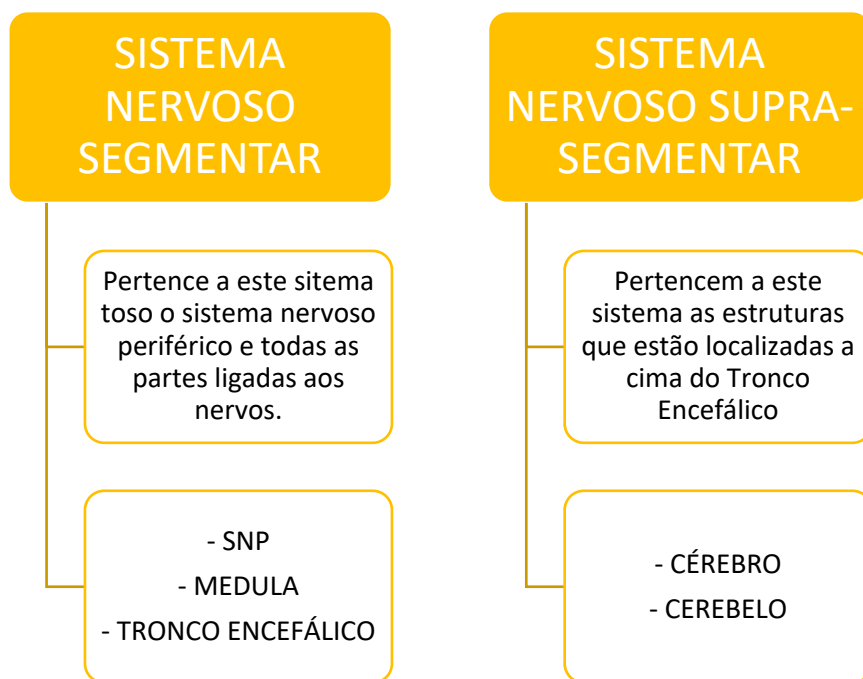 SISTEMA
NERVOSO
SEGMENTAR
Pertence a este sitema
toso o sistema nervoso
periférico e todas as
partes ligadas aos
nervos.
- SNP
- MEDULA
- TRONCO ENCEFÁLICO
SISTEMA
NERVOSO SUPRA-
SEGMENTAR
Pertencem a este
sistema as estruturas
que estão localizadas a
cima do Tronco
Encefálico
- CÉREBRO
- CEREBELO